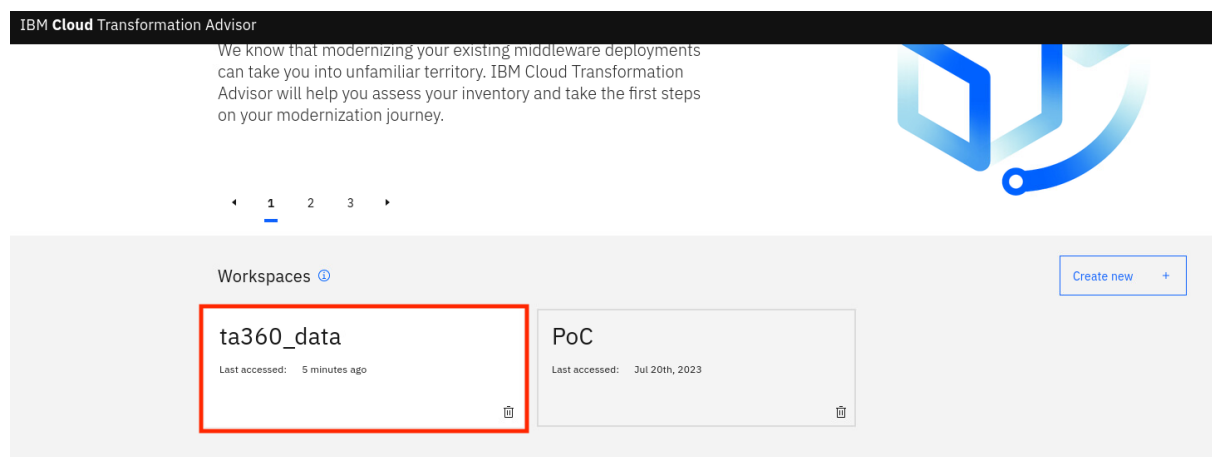 IBM Cloud Transformation Advisor
We know that modernizing your existing middleware deployments
can take you into unfamiliar territory. IBM Cloud Transformation
Advisor will help you assess your inventory and take the first steps
on your modernization journey.
1 2 3
Workspaces
Create new +
ta360_data
Last accessed: 5 minutes ago
PoC
Last accessed: Jul 20th, 2023